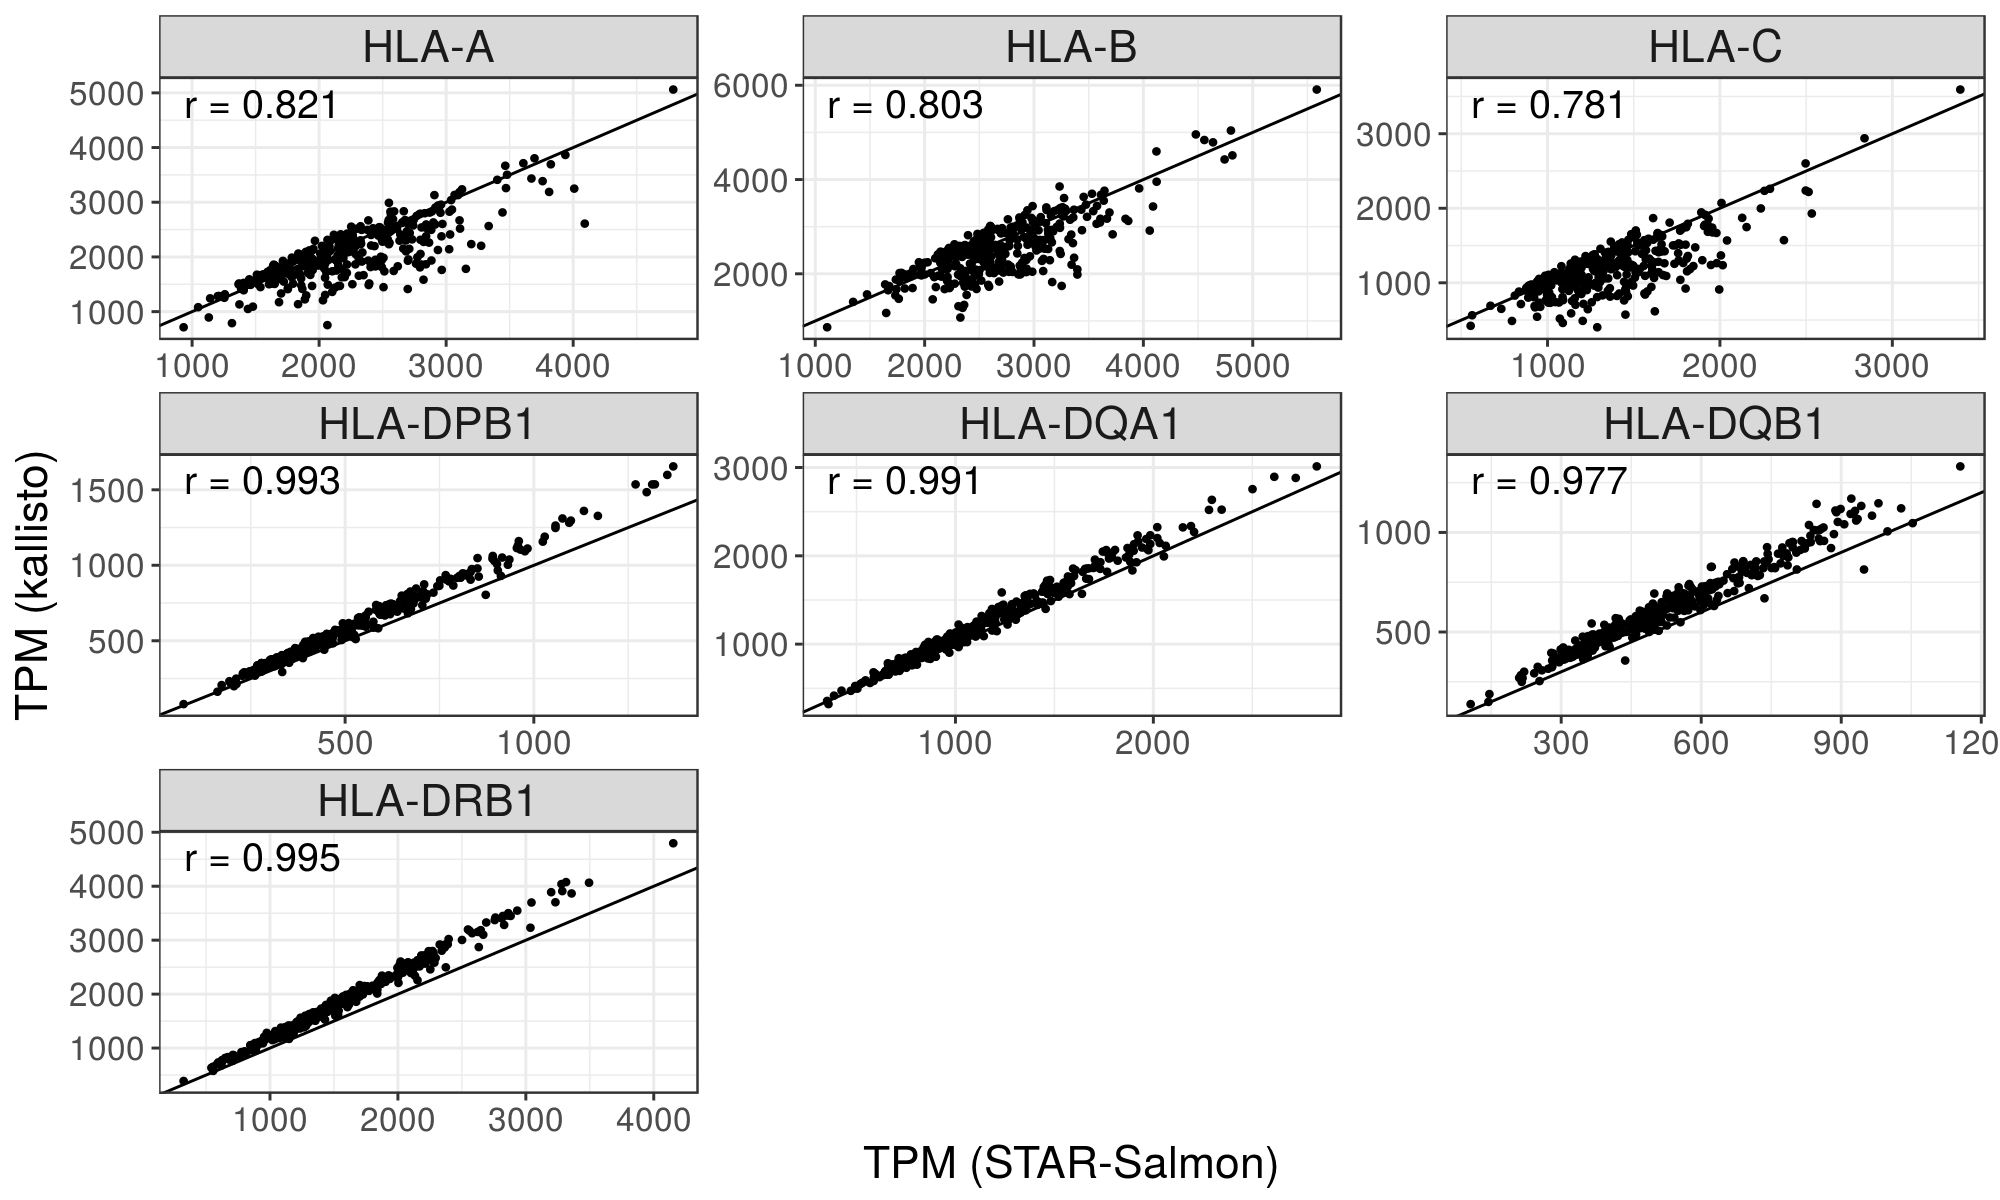 HLA-A
HLA-B
HLA-C
r = 0.821
r = 0.803
r = 0.781
5000
4000
3000
2000
1000
6000
4000
2000
3000
2000
1000
1000 2000 3000 4000
1000 2000 3000 4000 5000
1000 2000 3000
HLA-DPB1
HLA-DQA1
HLA-DQB1
r = 0.993
r = 0.991
r = 0.977
1500
1000
500
3000
2000
1000
1000
500
500 1000
1000 2000
300 600 900 120
HLA-DRB1
r = 0.995
5000
4000
3000
2000
1000
1000 2000 3000 4000
TPM (kallisto)
TPM (STAR-Salmon)